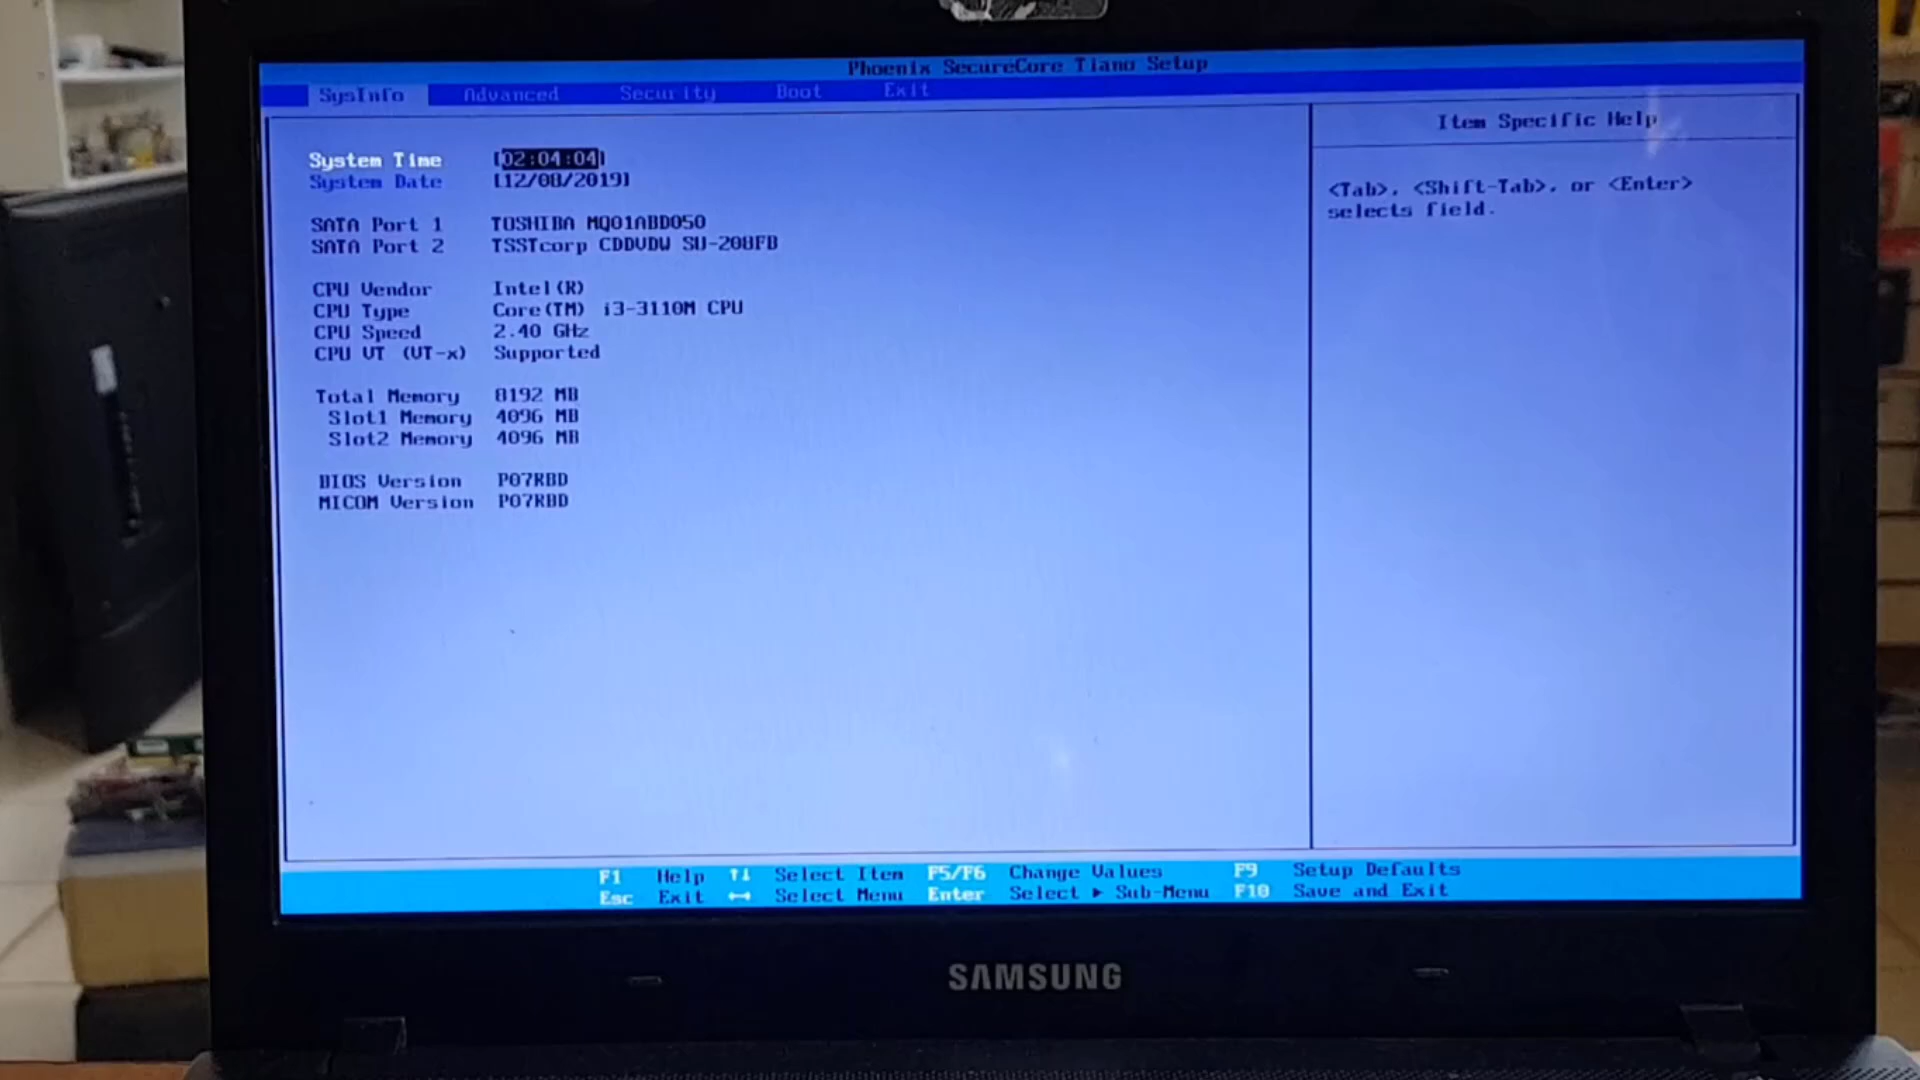 Phoenix SecureCore Tiano Setup
SysInfo Advanced Security Boot Exit
Item Specific Help
System Time [02:04:04]
System Date [12/08/2019]
<Tab>, <Shift-Tab>, or <Enter>
selects field.
SATA Port 1 TOSHIBA MQ01ABD050
SATA Port 2 TSSTcorp CDDVDW SU-208FB
CPU Vendor Intel(R)
CPU Type Core(TM) i3-3110M CPU
CPU Speed 2.40 GHz
CPU VT (VT-x) Supported
Total Memory 8192 MB
Slot1 Memory 4096 MB
Slot2 Memory 4096 MB
BIOS Version P07RBD
MICOM Version P07RBD
F1 Help ↑↓ Select Item F5/F6 Change Values F9 Setup Defaults
Esc Exit ↔ Select Menu Enter Select ▶ Sub-Menu F10 Save and Exit
SAMSUNG